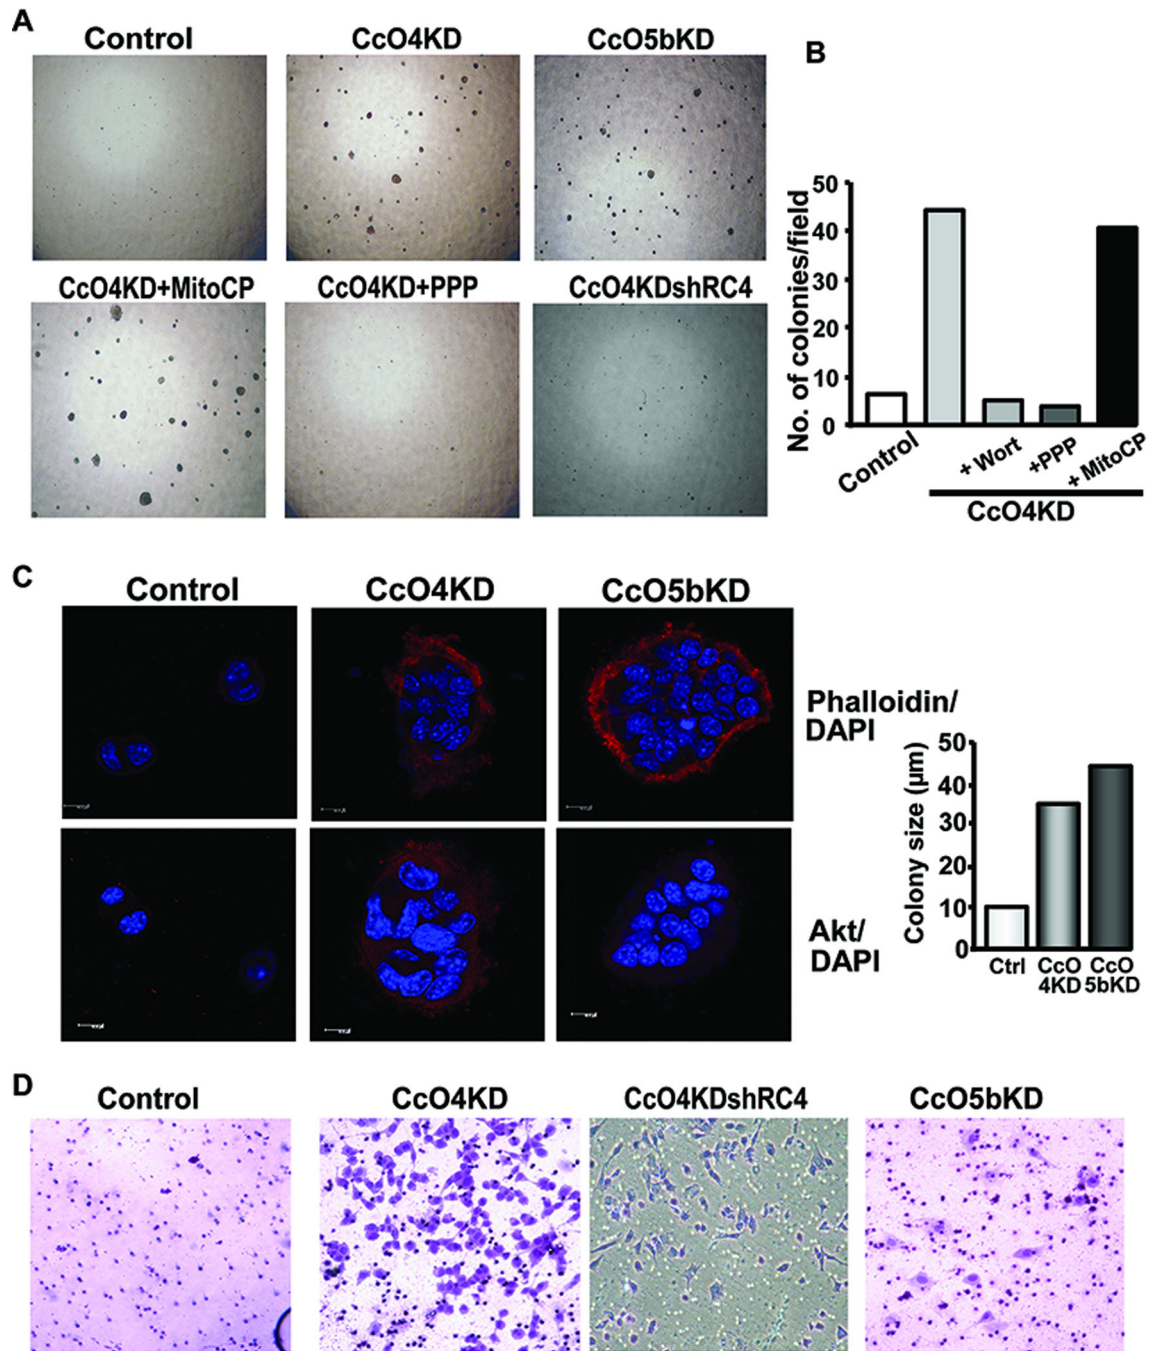 A
Control
CcO4KD
CcO5bKD
CcO4KD+MitoCP
CcO4KD+PPP
CcO4KDshRC4
B
No. of colonies/field
50
40
30
20
10
0
Control
+ Wort
+PPP
+ MitoCP
CcO4KD
C
Control
CcO4KD
CcO5bKD
Phalloidin/
DAPI
Akt/
DAPI
Colony size (µm)
50
40
30
20
10
0
Ctrl
CcO
4KD
CcO
5bKD
D
Control
CcO4KD
CcO4KDshRC4
CcO5bKD